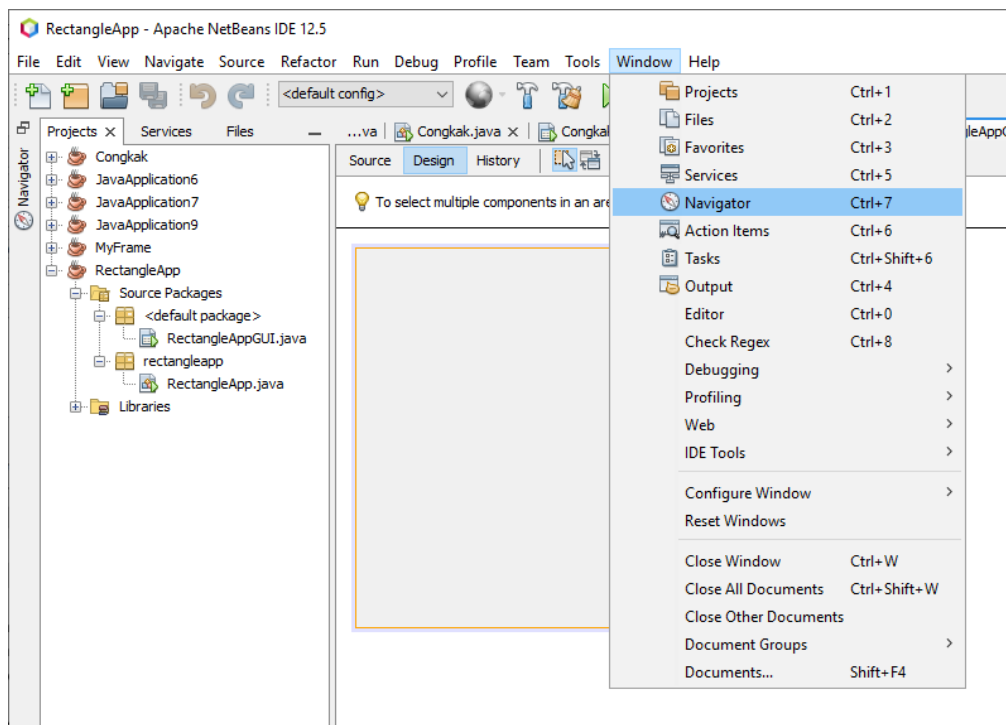 RectangleApp - Apache NetBeans IDE 12.5
File Edit View Navigate Source Refactor Run Debug Profile Team Tools Window Help
<default config>
Projects Services Files
Navigator
Congkak
JavaApplication6
JavaApplication7
JavaApplication9
MyFrame
RectangleApp
Source Packages
<default package>
RectangleAppGUI.java
rectangleapp
RectangleApp.java
Libraries
...va Congkak.java
Source Design History
To select multiple components in an
Projects Ctrl+1
Files Ctrl+2
Favorites Ctrl+3
Services Ctrl+5
Navigator Ctrl+7
Action Items Ctrl+6
Tasks Ctrl+Shift+6
Output Ctrl+4
Editor Ctrl+0
Check Regex Ctrl+8
Debugging
Profiling
Web
IDE Tools
Configure Window
Reset Windows
Close Window Ctrl+W
Close All Documents Ctrl+Shift+W
Close Other Documents
Document Groups
Documents... Shift+F4